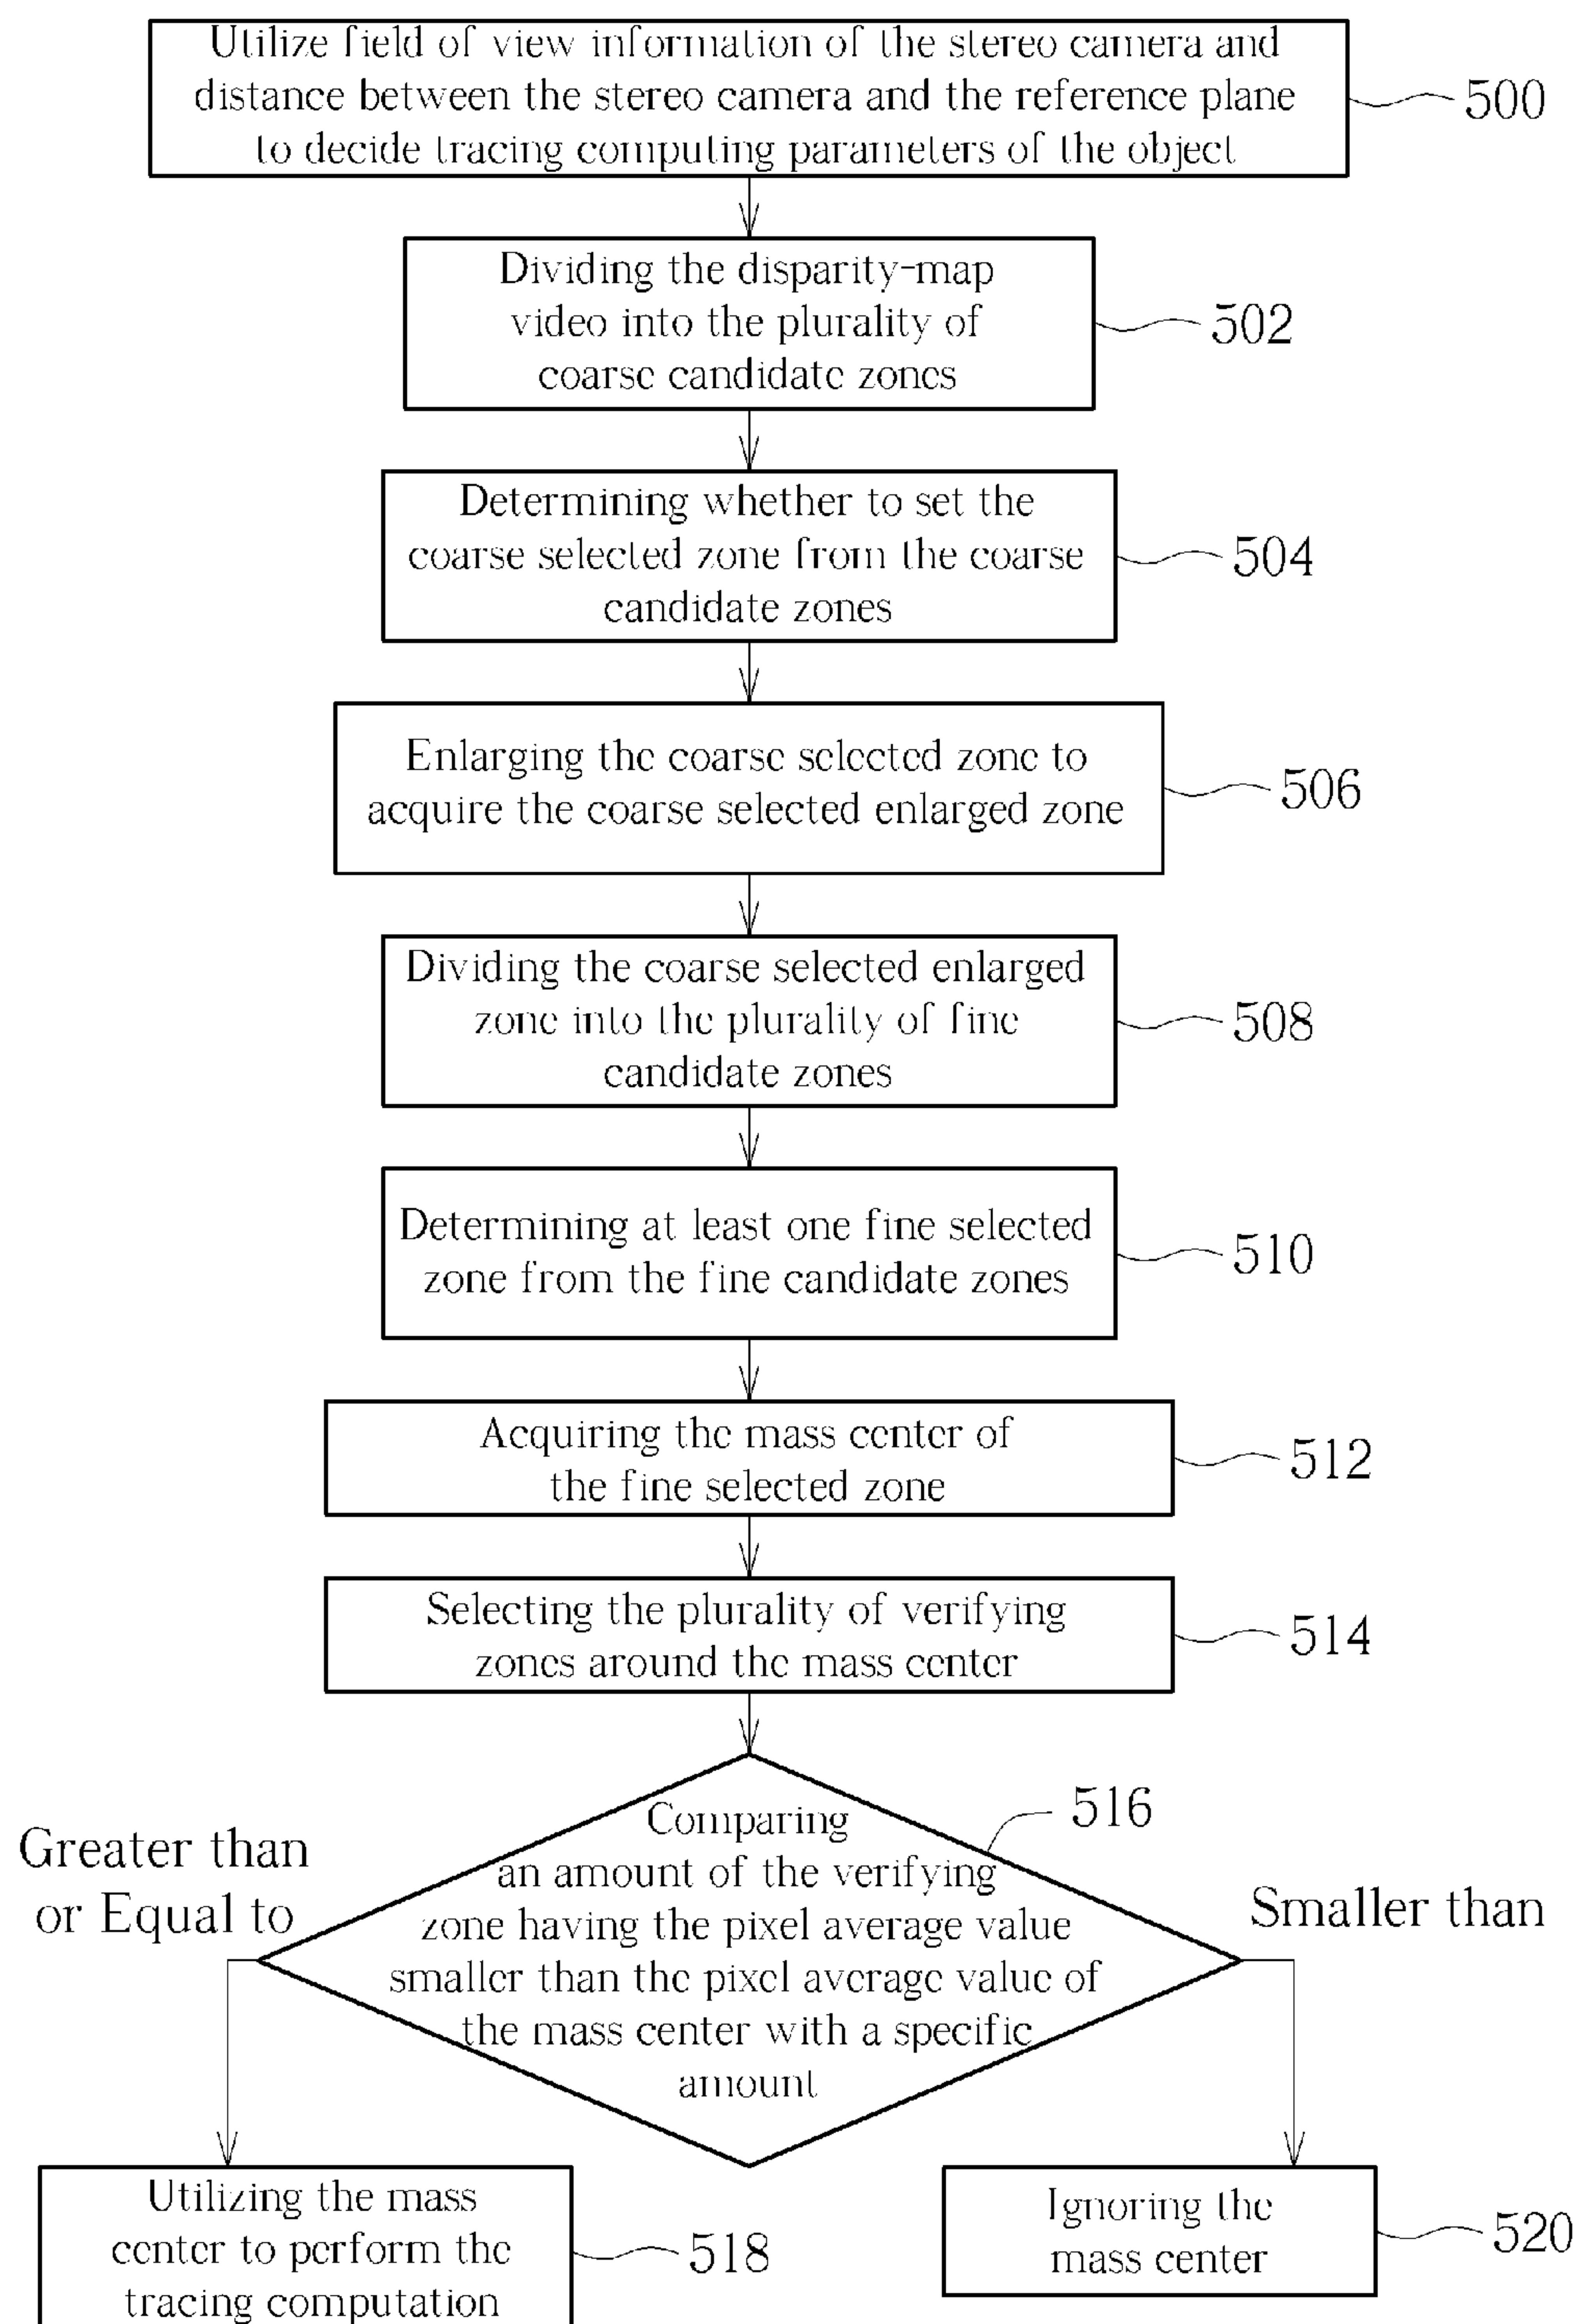 Utilize field of view information of the stereo camera and
distance between the stereo camera and the reference plane
to decide tracing computing parameters of the object
500
Dividing the disparity-map
video into the plurality of
coarse candidate zones
502
Determining whether to set the
coarse selected zone from the coarse
candidate zones
504
Enlarging the coarse selected zone to
acquire the coarse selected enlarged zone
506
Dividing the coarse selected enlarged
zone into the plurality of fine
candidate zones
508
Determining at least one fine selected
zone from the fine candidate zones
510
Acquiring the mass center of
the fine selected zone
512
Selecting the plurality of verifying
zones around the mass center
514
Comparing
an amount of the verifying
zone having the pixel average value
smaller than the pixel average value of
the mass center with a specific
amount
516
Greater than
or Equal to
Smaller than
Utilizing the mass
center to perform the
tracing computation
518
Ignoring the
mass center
520